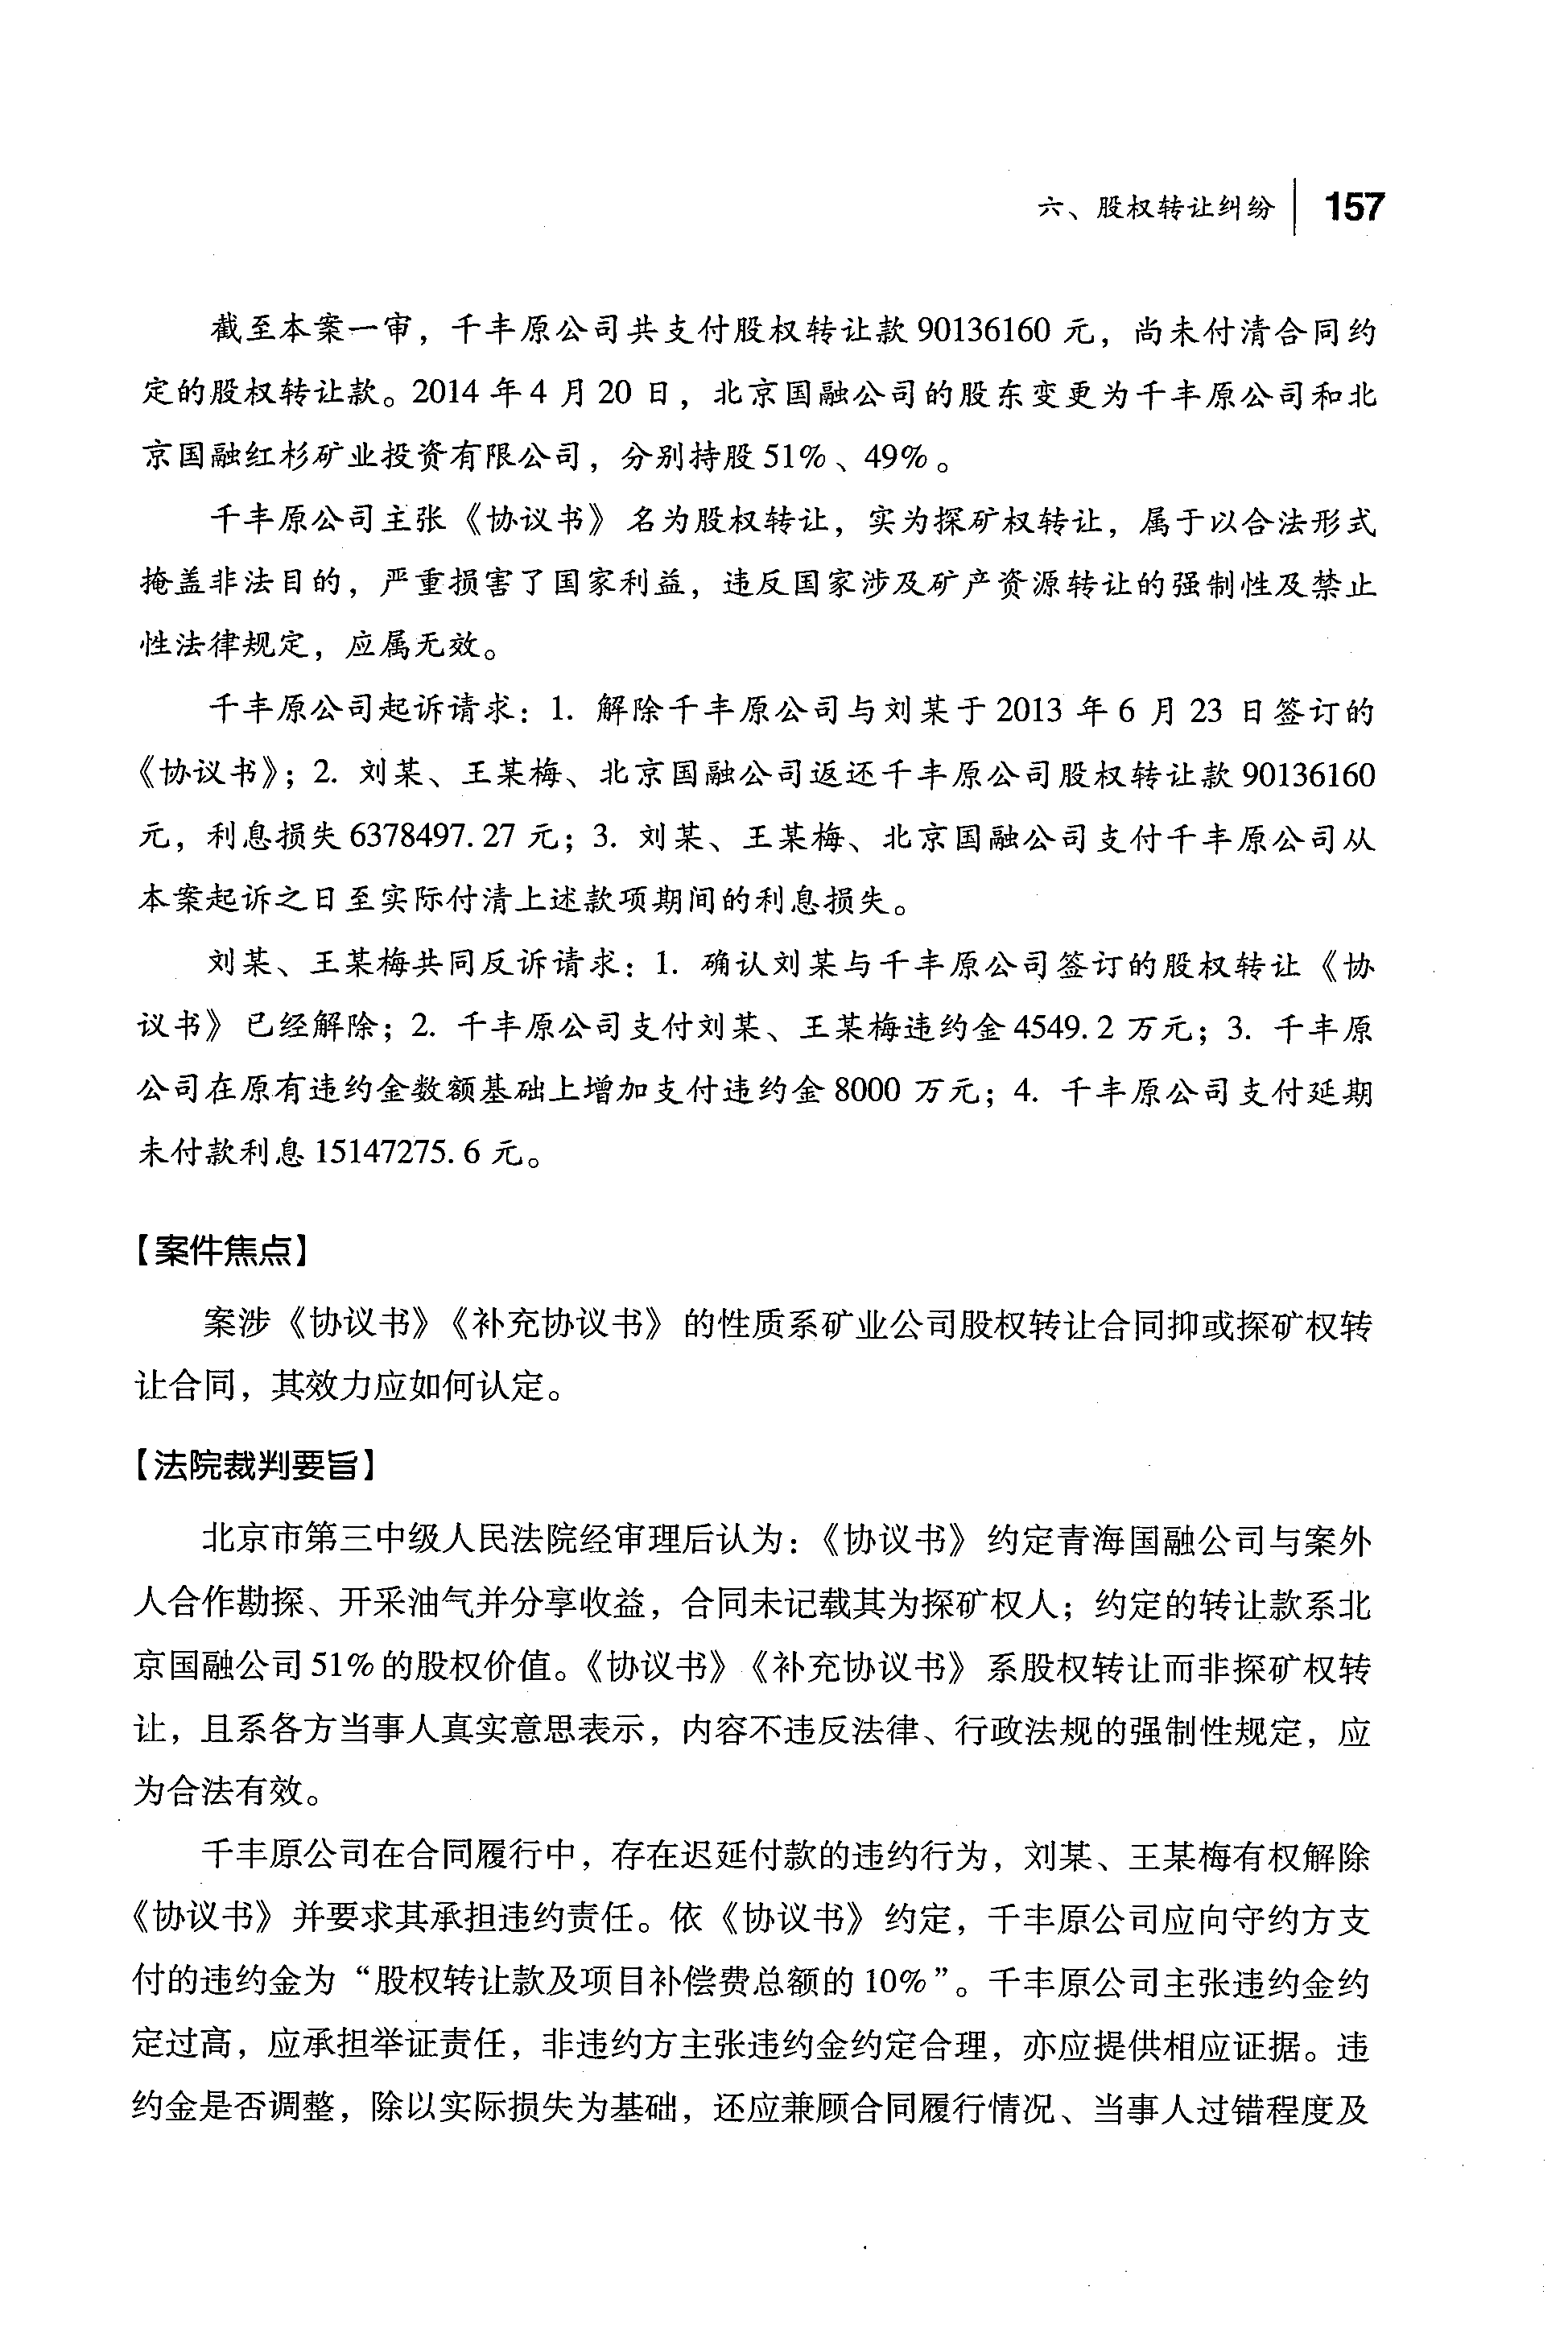 六、股权转让纠纷 157
截至本案一审，千丰原公司共支付股权转让款90136160元，尚未付清合同约
定的股权转让款。2014年4月20日，北京国融公司的股东变更为千丰原公司和北
京国融红杉矿业投资有限公司，分别持股51%、49%。
千丰原公司主张《协议书》名为股权转让，实为探矿权转让，属于以合法形式
掩盖非法目的，严重损害了国家利益，违反国家涉及矿产资源转让的强制性及禁止
性法律规定，应属无效。
千丰原公司起诉请求：1. 解除千丰原公司与刘某于2013年6月23日签订的
《协议书》；2. 刘某、王某梅、北京国融公司返还千丰原公司股权转让款90136160
元，利息损失6378497.27元；3. 刘某、王某梅、北京国融公司支付千丰原公司从
本案起诉之日至实际付清上述款项期间的利息损失。
刘某、王某梅共同反诉请求：1. 确认刘某与千丰原公司签订的股权转让《协
议书》已经解除；2. 千丰原公司支付刘某、王某梅违约金4549.2万元；3. 千丰原
公司在原有违约金数额基础上增加支付违约金8000万元；4. 千丰原公司支付延期
未付款利息15147275.6元。
【案件焦点】
案涉《协议书》《补充协议书》的性质系矿业公司股权转让合同抑或探矿权转
让合同，其效力应如何认定。
【法院裁判要旨】
北京市第三中级人民法院经审理后认为：《协议书》约定青海国融公司与案外
人合作勘探、开采油气并分享收益，合同未记载其为探矿权人；约定的转让款系北
京国融公司51%的股权价值。《协议书》《补充协议书》系股权转让而非探矿权转
让，且系各方当事人真实意思表示，内容不违反法律、行政法规的强制性规定，应
为合法有效。
千丰原公司在合同履行中，存在迟延付款的违约行为，刘某、王某梅有权解除
《协议书》并要求其承担违约责任。依《协议书》约定，千丰原公司应向守约方支
付的违约金为“股权转让款及项目补偿费总额的10%”。千丰原公司主张违约金约
定过高，应承担举证责任，非违约方主张违约金约定合理，亦应提供相应证据。违
约金是否调整，除以实际损失为基础，还应兼顾合同履行情况、当事人过错程度及